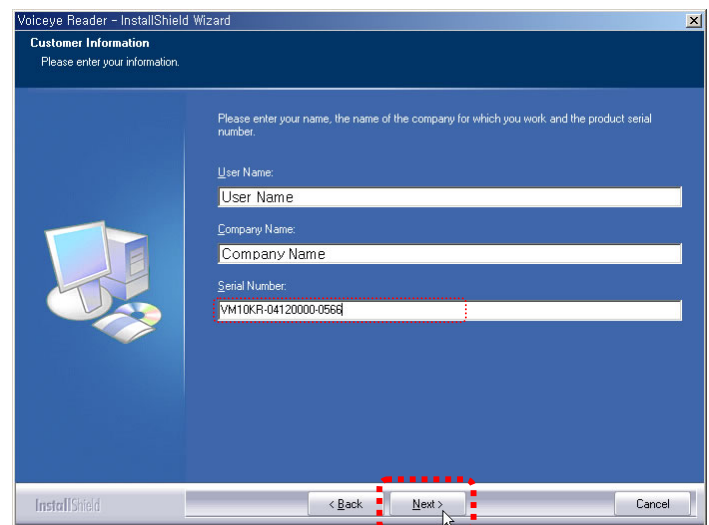 Voiceye Reader - InstallShield Wizard
Customer Information
Please enter your information.
Please enter your name, the name of the company for which you work and the product serial
number.
User Name:
User Name
Company Name:
Company Name
Serial Number:
VM10KR-04120000-0566
InstallShield
< Back
Next >
Cancel